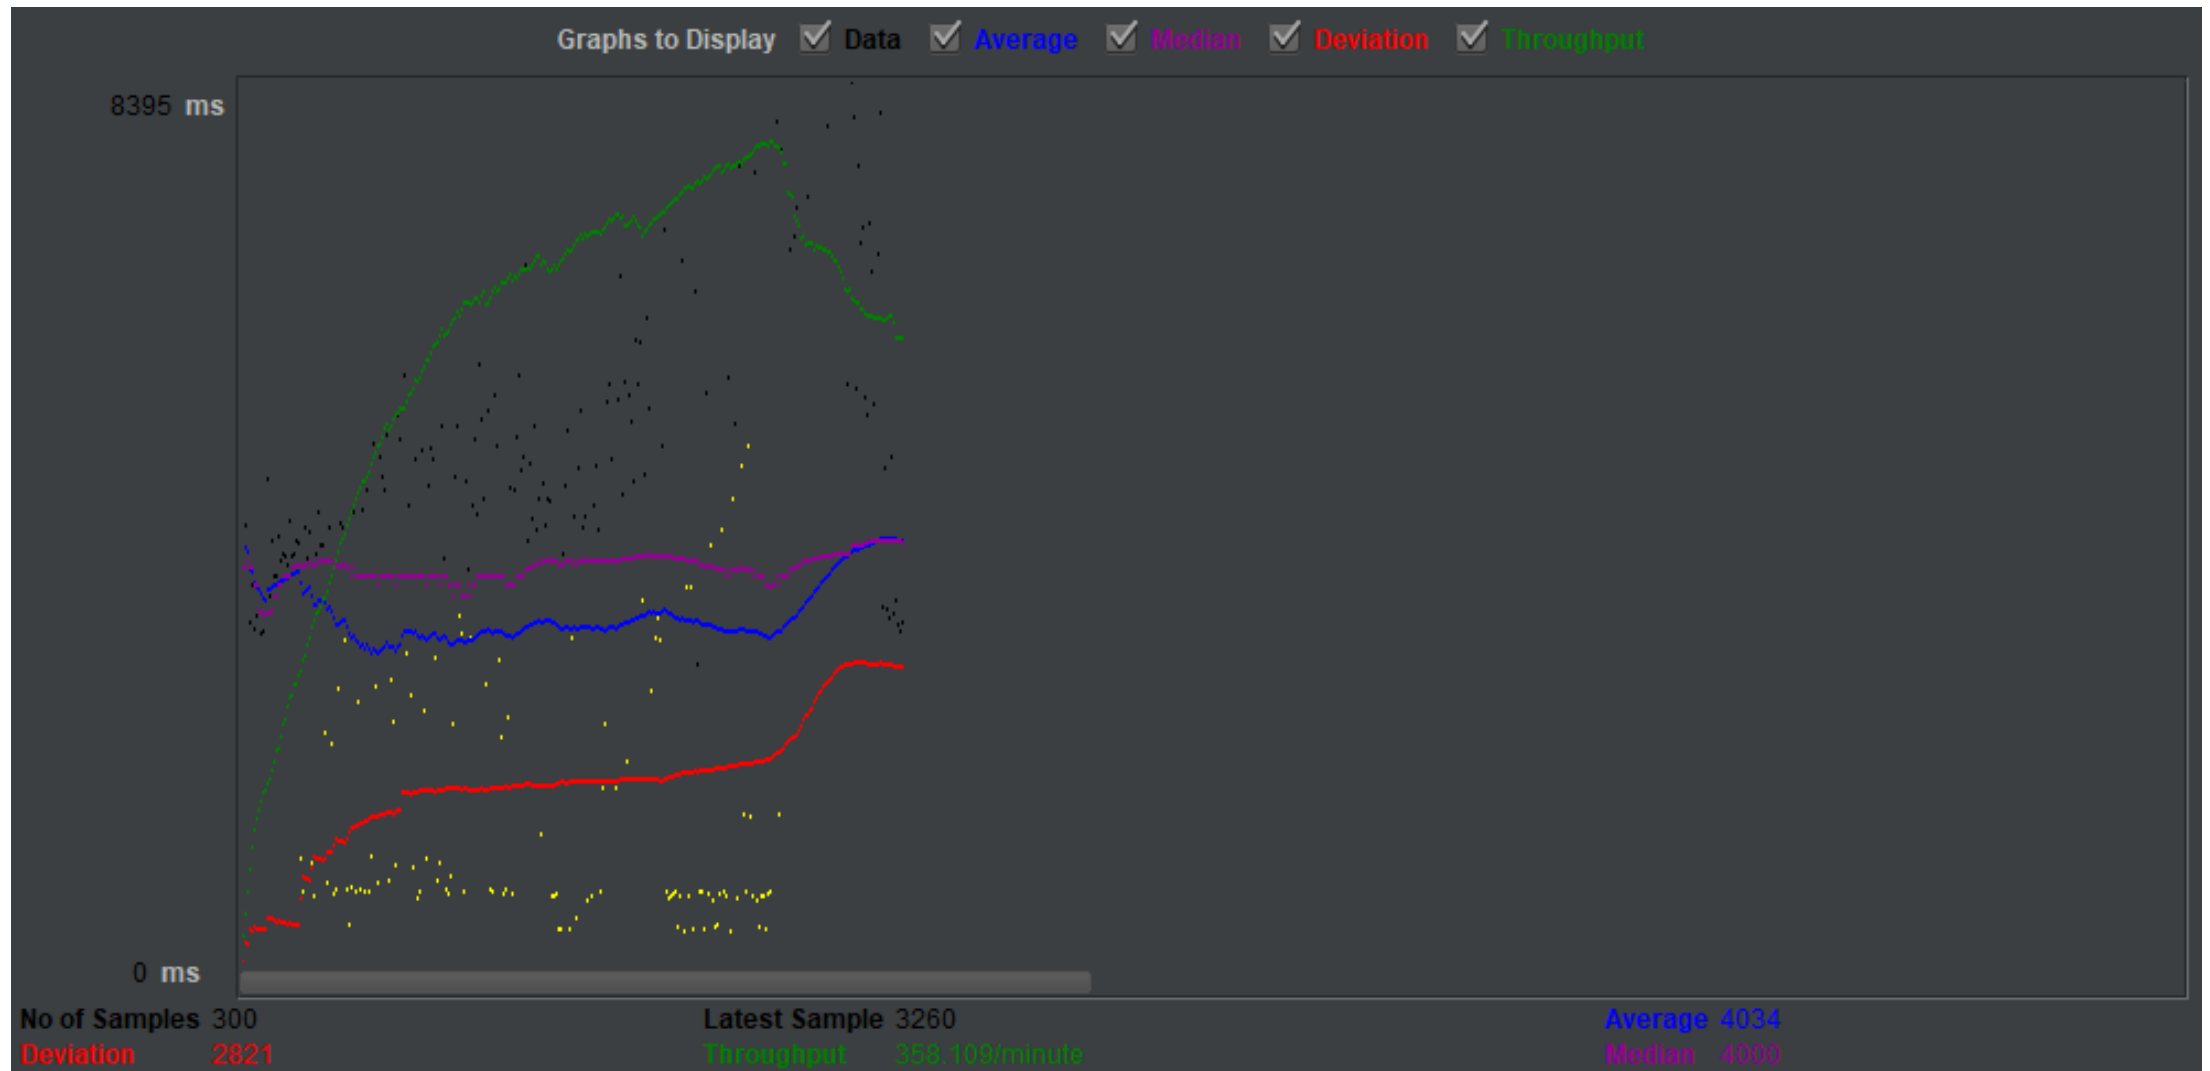 Graphs to Display Data Average Median Deviation Throughput
8395 ms
0 ms
No of Samples 300 Latest Sample 3260 Average 4034
Deviation 2821 Throughput 358.109/minute Median 4000